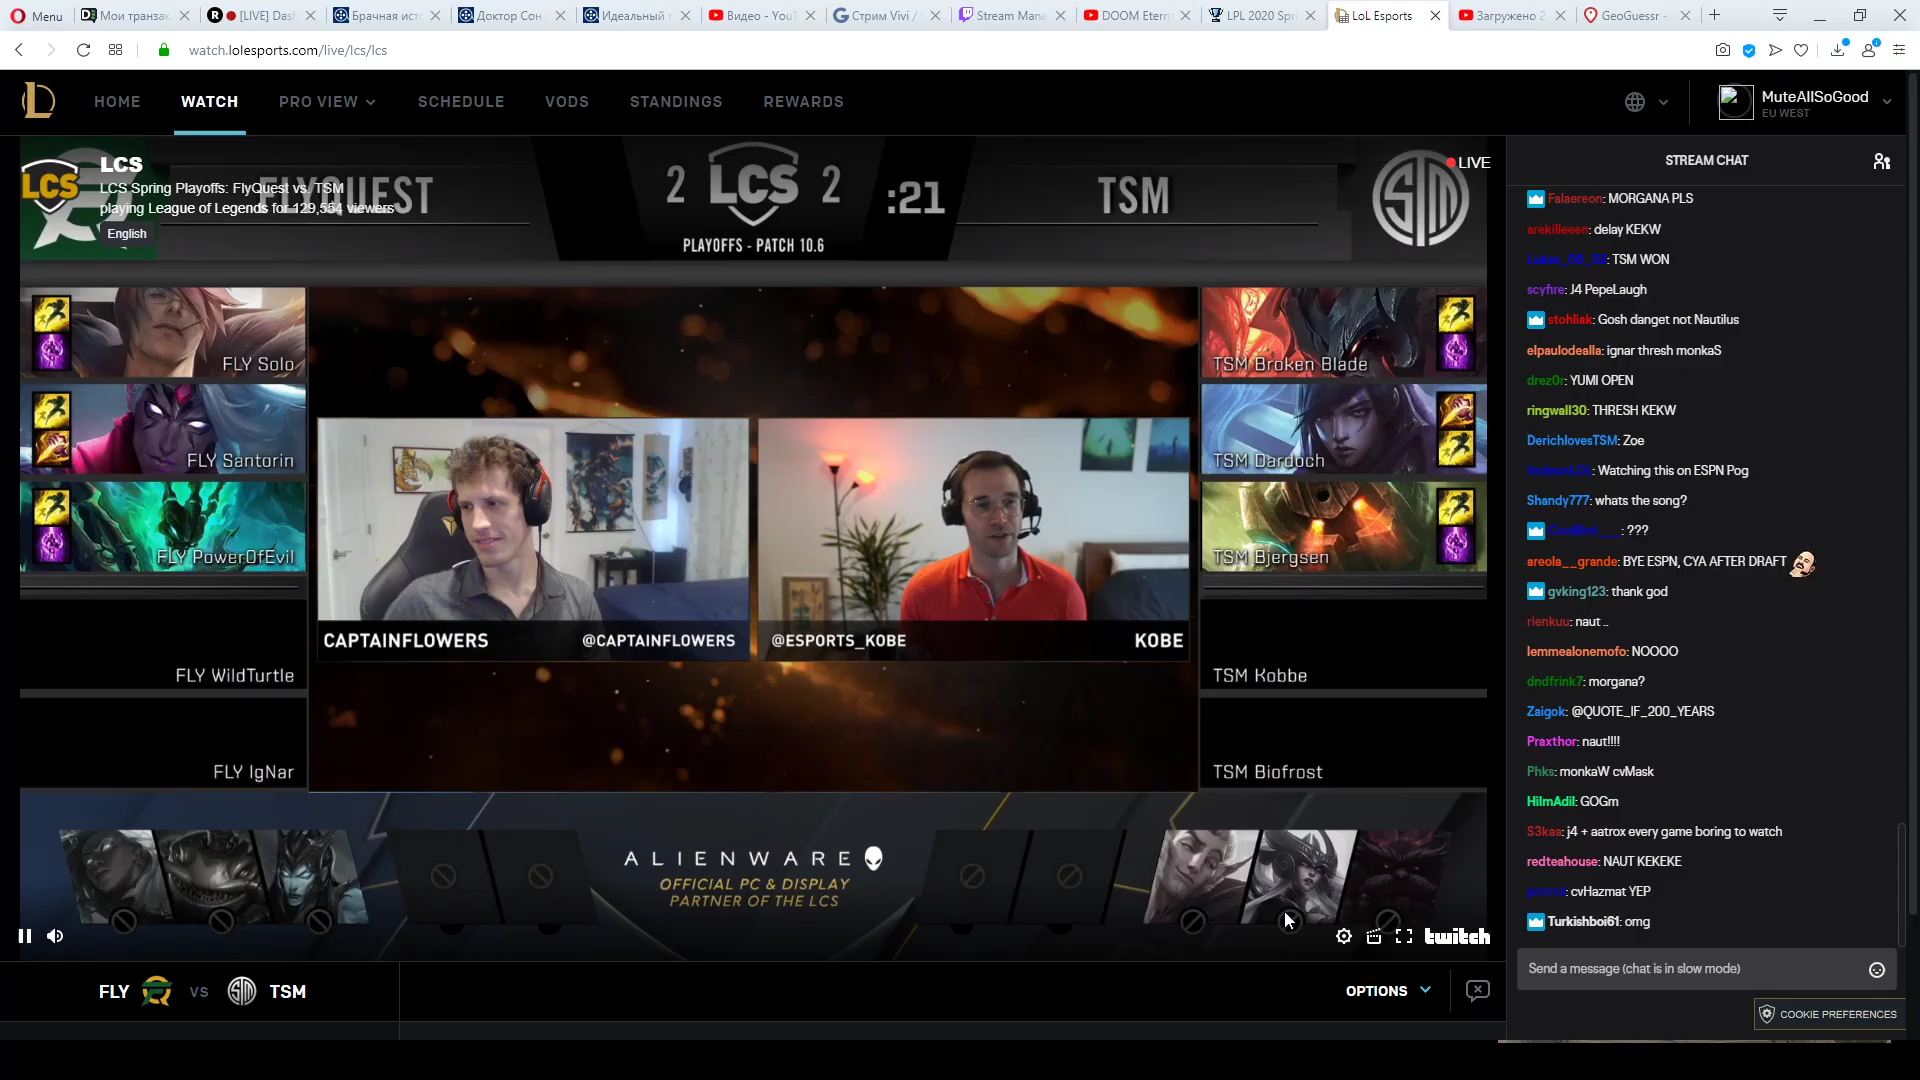 Menu
Мои транзак
[LIVE] Das
Брачная ист
Доктор Сон
Идеальный г
Видео - YouT
Стрим Vivi /
Stream Mana
DOOM Etern
LPL 2020 Spri
LoL Esports
Загружено 2
GeoGuessr -
watch.lolesports.com/live/lcs/lcs
HOME
WATCH
PRO VIEW
SCHEDULE
VODS
STANDINGS
REWARDS
MuteAllSoGood
EU WEST
LCS
LCS
LCS Spring Playoffs: FlyQuest vs. TSM
playing League of Legends for 129,554 viewers
English
FLYQUEST
2 LCS 2
:21
PLAYOFFS - PATCH 10.6
TSM
LIVE
FLY Solo
FLY Santorin
FLY PowerOfEvil
FLY WildTurtle
FLY IgNar
CAPTAINFLOWERS @CAPTAINFLOWERS
@ESPORTS_KOBE KOBE
TSM Broken Blade
TSM Dardoch
TSM Bjergsen
TSM Kobbe
TSM Biofrost
ALIENWARE
OFFICIAL PC & DISPLAY
PARTNER OF THE LCS
twitch
FLY VS TSM
OPTIONS
STREAM CHAT
Falaereon: MORGANA PLS
arekilleeen: delay KEKW
: TSM WON
scyfire: J4 PepeLaugh
stohliak: Gosh danget not Nautilus
elpaulodealla: ignar thresh monkaS
drez0r: YUMI OPEN
ringwall30: THRESH KEKW
DerichlovesTSM: Zoe
: Watching this on ESPN Pog
Shandy777: whats the song?
: ???
areola__grande: BYE ESPN, CYA AFTER DRAFT
gvking123: thank god
rienkuu: naut ..
lemmealonemofo: NOOOO
dndfrink7: morgana?
Zaigok: @QUOTE_IF_200_YEARS
Praxthor: naut!!!!
Phks: monkaW cvMask
HilmAdil: GOGm
S3kaa: j4 + aatrox every game boring to watch
redteahouse: NAUT KEKEKE
: cvHazmat YEP
Turkishboi61: omg
Send a message (chat is in slow mode)
COOKIE PREFERENCES